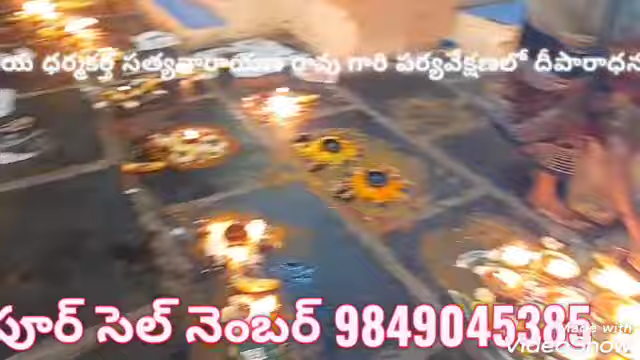 ధర్మకర్త సత్యనారాయణ రావు గారి పర్యవేక్షణలో దీపారాధన
పూర్ సెల్ నెంబర్ 9849045385
Made with
VideoShow